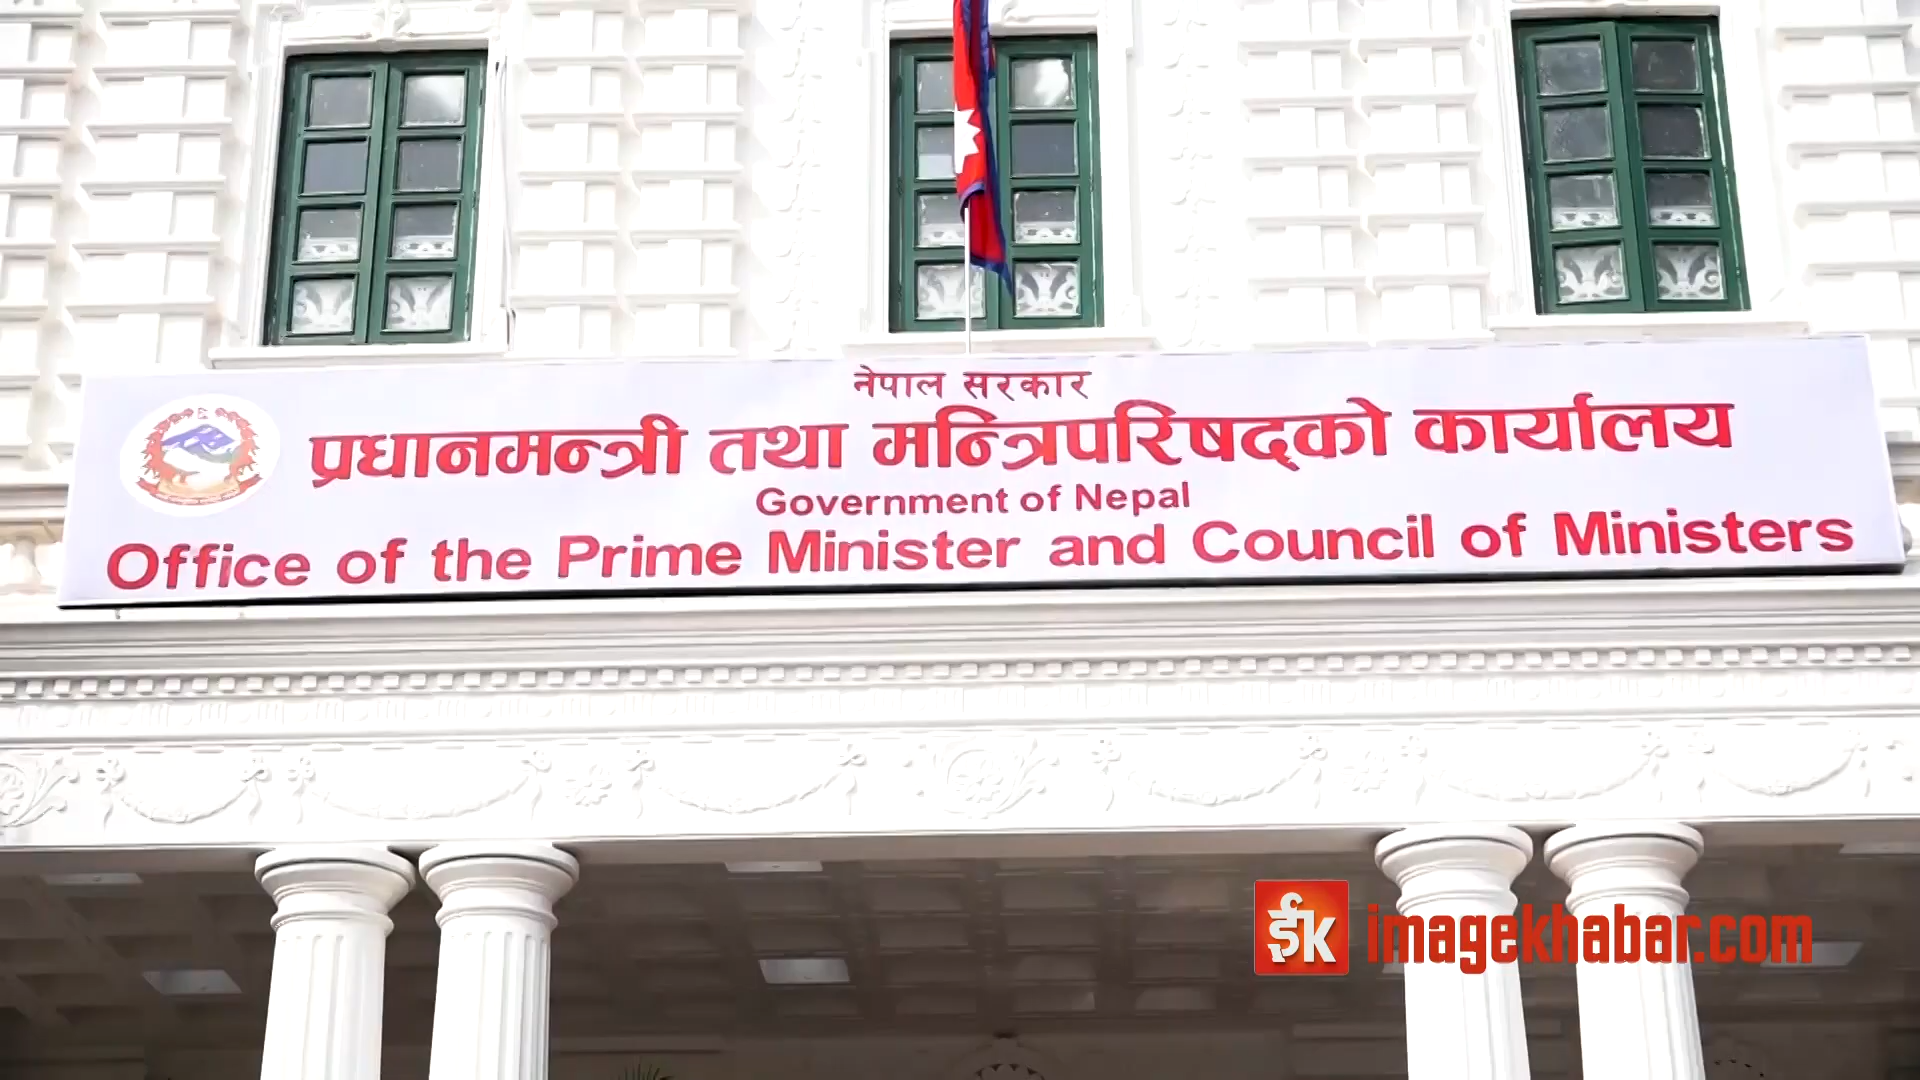 नेपाल सरकार
प्रधानमन्त्री तथा मन्त्रिपरिषद्को कार्यालय
Government of Nepal
Office of the Prime Minister and Council of Ministers
ईk imagekhabar.com